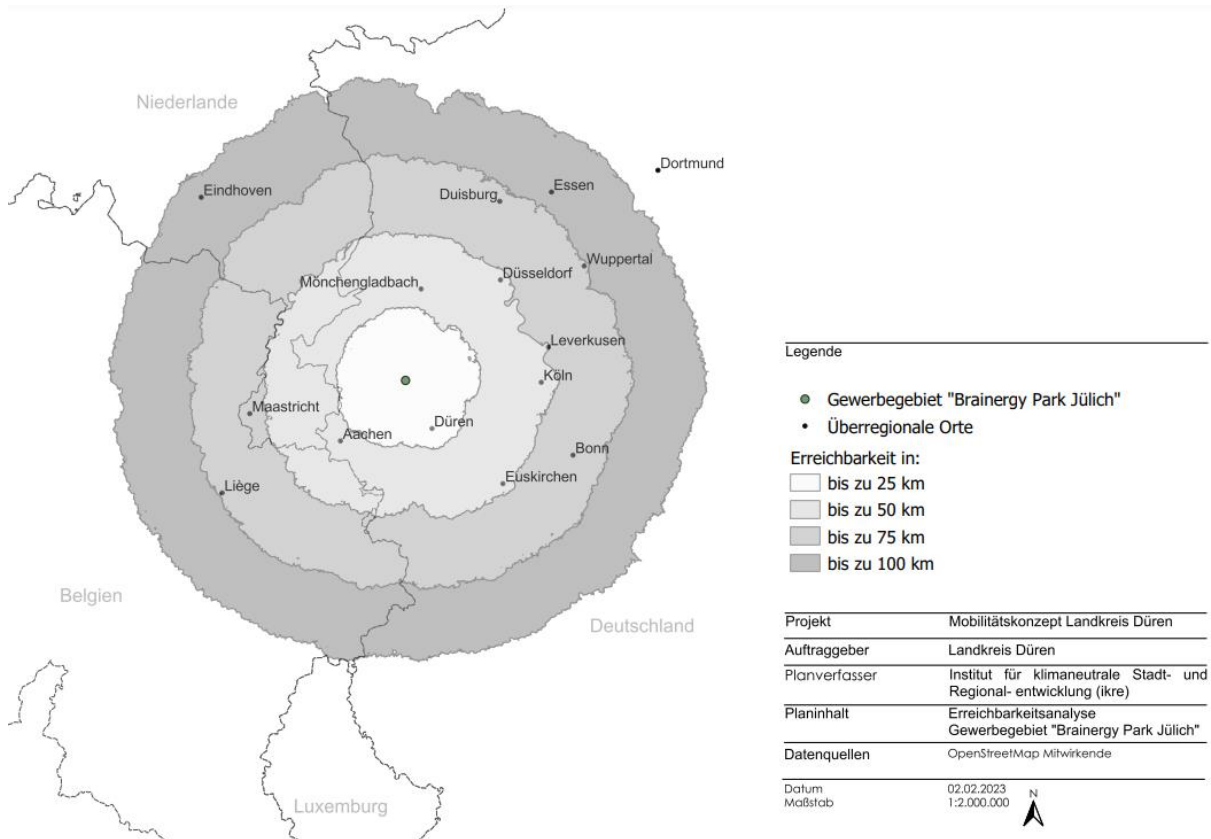 Niederlande
Dortmund
Eindhoven
Essen
Duisburg
Wuppertal
Mönchengladbach
Düsseldorf
Leverkusen
Köln
Maastricht
Aachen
Düren
Bonn
Liège
Euskirchen
Belgien
Deutschland
Luxemburg
Legende
Gewerbegebiet "Brainergy Park Jülich"
Überregionale Orte
Erreichbarkeit in:
bis zu 25 km
bis zu 50 km
bis zu 75 km
bis zu 100 km
Projekt Mobilitätskonzept Landkreis Düren
Auftraggeber Landkreis Düren
Planverfasser Institut für klimaneutrale Stadt- und
Regional- entwicklung (ikre)
Planinhalt Erreichbarkeitsanalyse
Gewerbegebiet "Brainergy Park Jülich"
Datenquellen OpenStreetMap Mitwirkende
Datum 02.02.2023
Maßstab 1:2.000.000
N